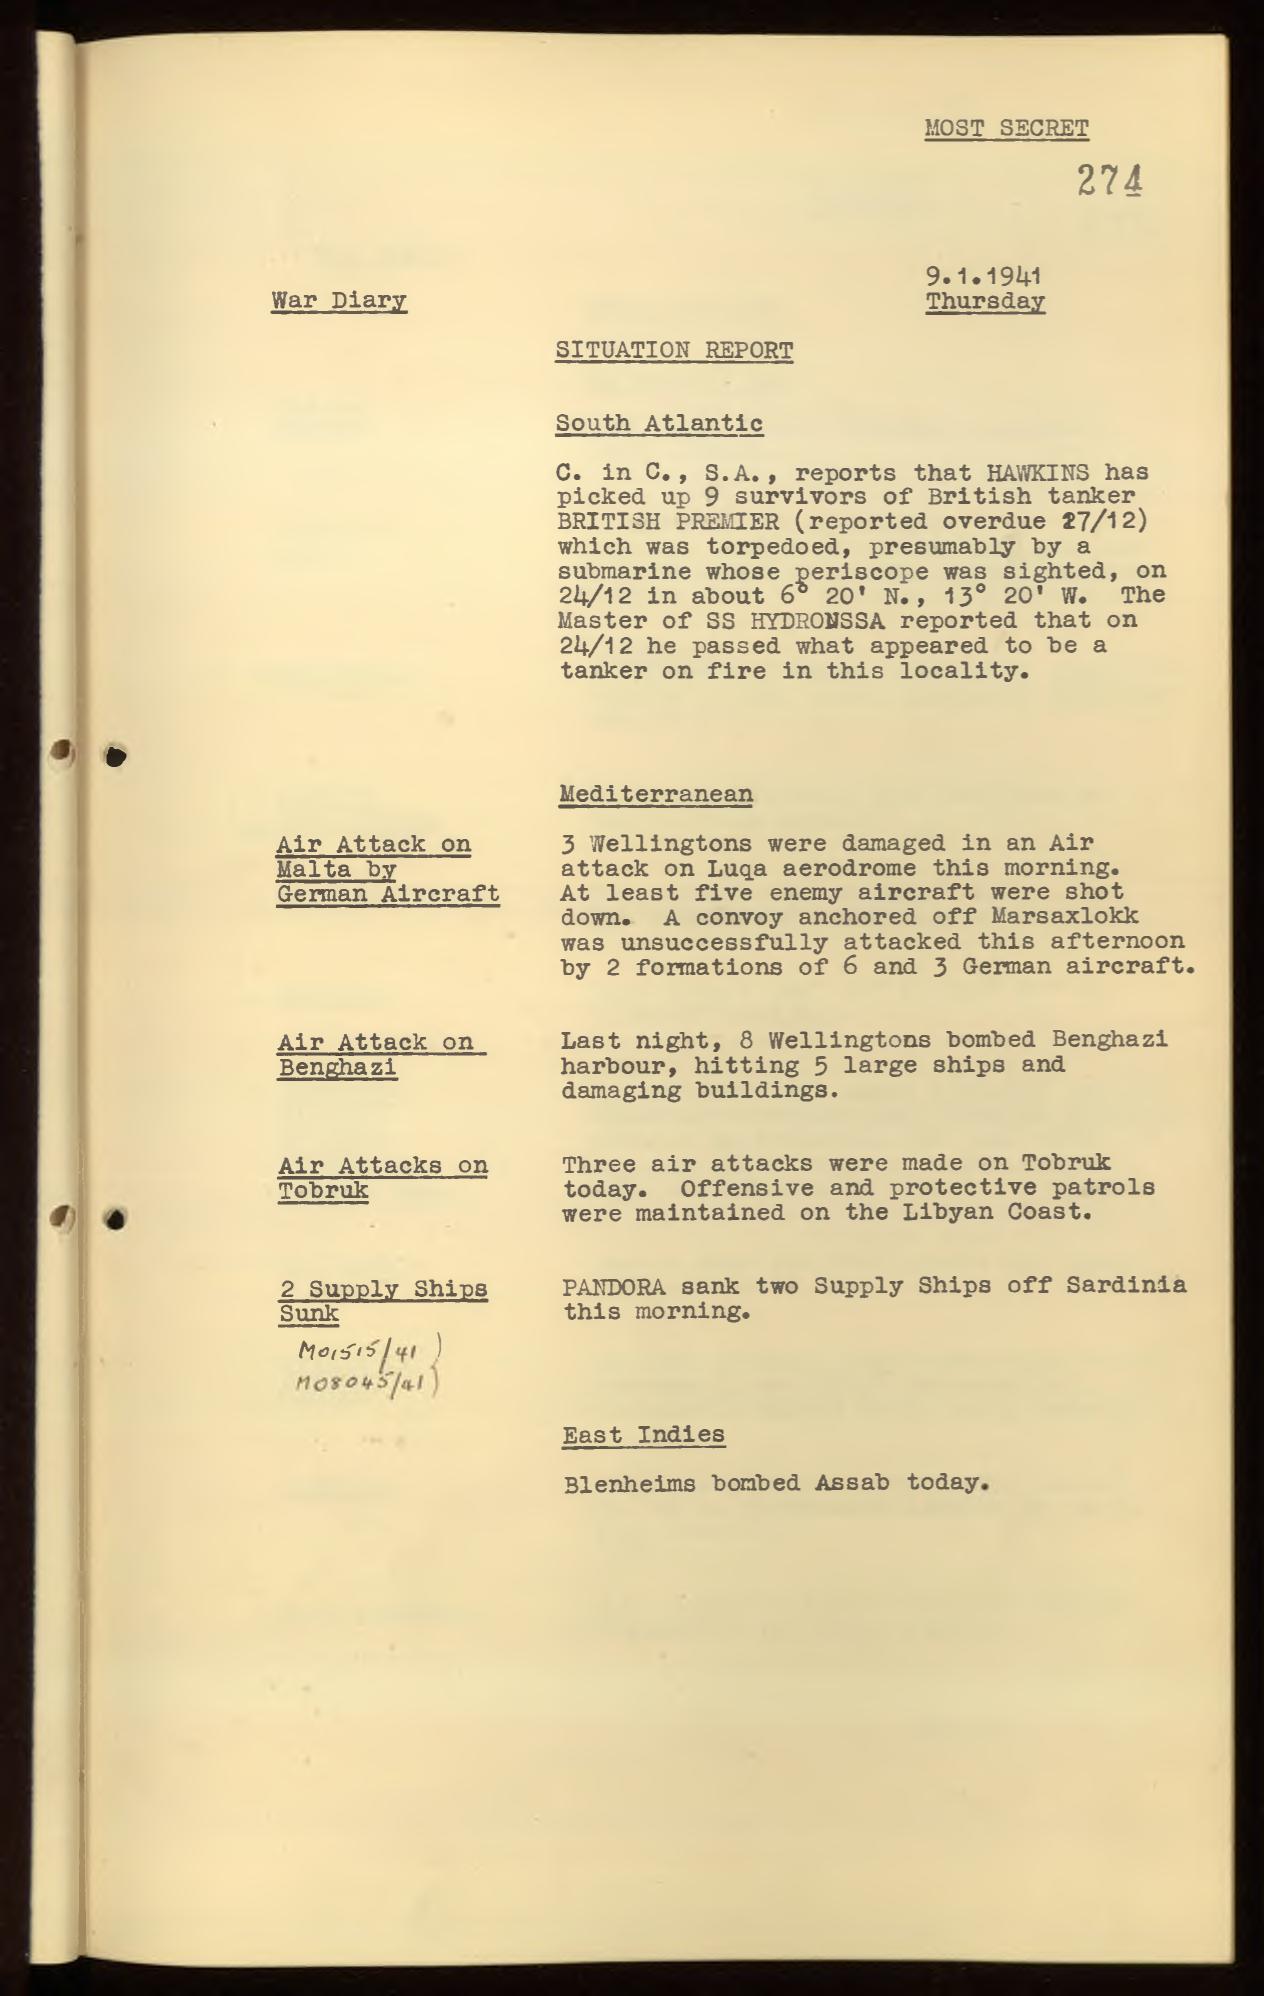 MOST SECRET
274
9.1.1941
War Diary
Thursday
SITUATION REPORT
South Atlantic
C. in C., S.A., reports that HAWKINS has
picked up 9 survivors of British tanker
BRITISH PREMIER (reported overdue 27/12)
which was torpedoed, presumably by a
submarine whose periscope was sighted, on
24/12 in about 6° 20' N., 13° 20' W. The
Master of SS HYDROUSSA reported that on
24/12 he passed what appeared to be a
tanker on fire in this locality.
Mediterranean
Air Attack on
Malta by
German Aircraft
3 Wellingtons were damaged in an Air
attack on Luqa aerodrome this morning.
At least five enemy aircraft were shot
down. A convoy anchored off Marsaxlokk
was unsuccessfully attacked this afternoon
by 2 formations of 6 and 3 German aircraft.
Air Attack on
Benghazi
Last night, 8 Wellingtons bombed Benghazi
harbour, hitting 5 large ships and
damaging buildings.
Air Attacks on
Tobruk
Three air attacks were made on Tobruk
today. Offensive and protective patrols
were maintained on the Libyan Coast.
2 Supply Ships
Sunk
PANDORA sank two Supply Ships off Sardinia
this morning.
M01515/41 )
M08045/41 )
East Indies
Blenheims bombed Assab today.